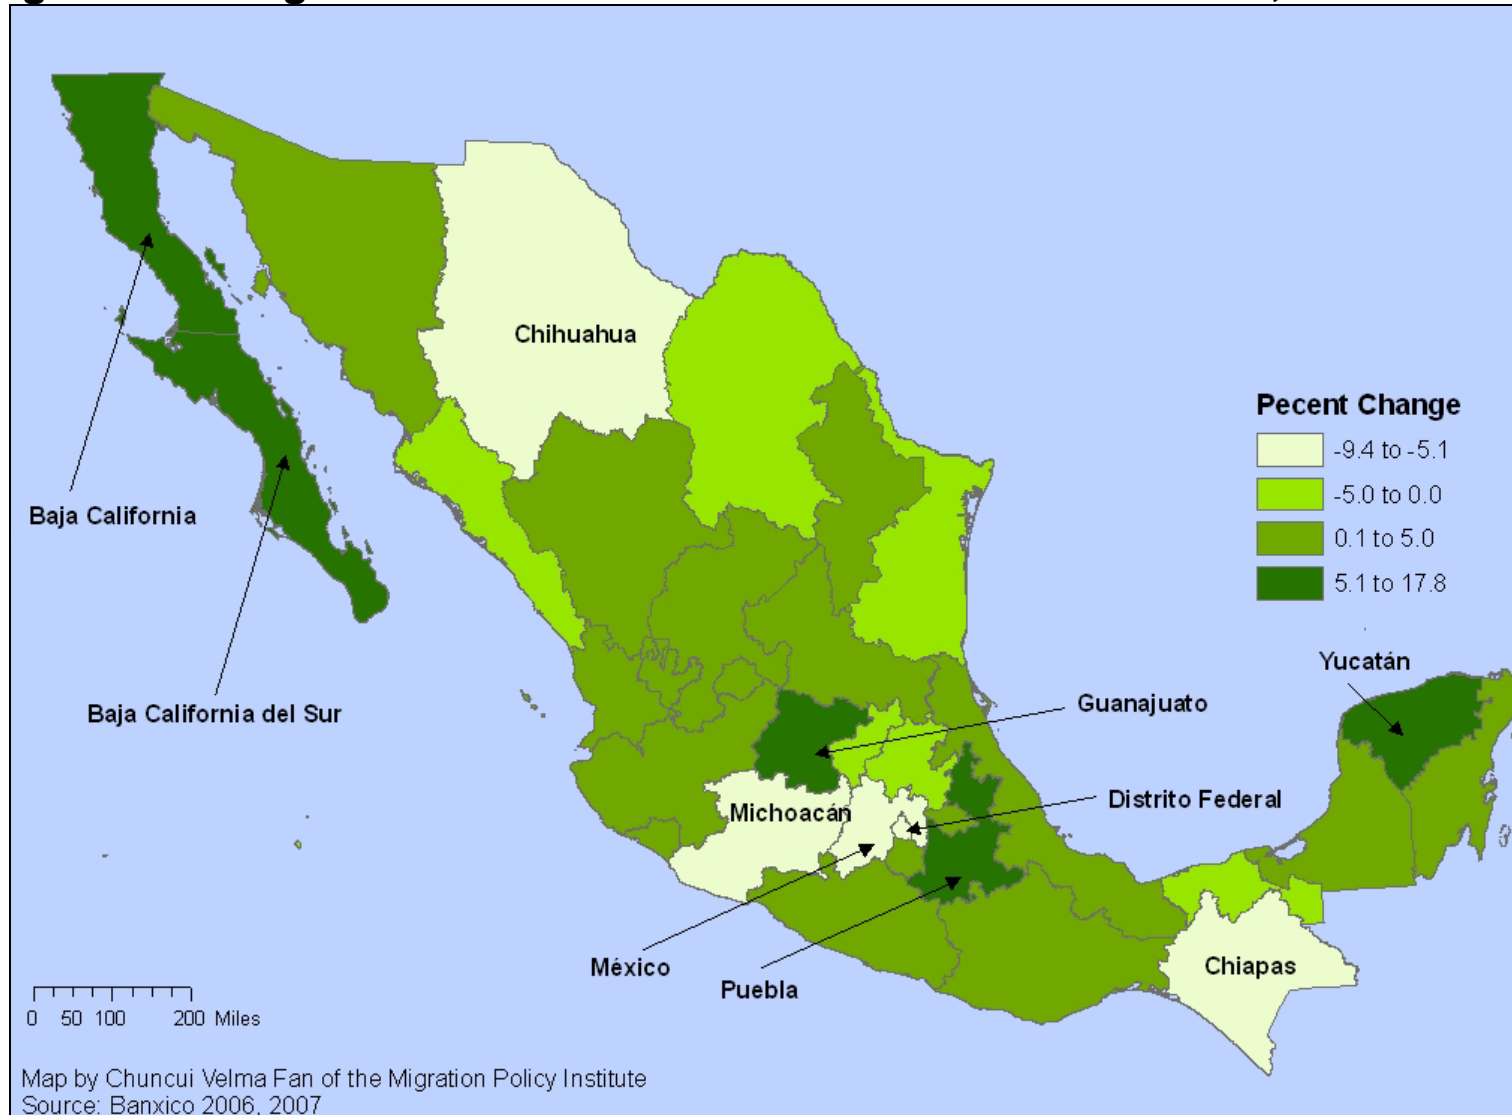 Chihuahua
Pecent Change
-9.4 to -5.1
-5.0 to 0.0
0.1 to 5.0
5.1 to 17.8
Baja California
Yucatán
Baja California del Sur
Guanajuato
Michoacán
Distrito Federal
México
Puebla
Chiapas
0 50 100 200 Miles
Map by Chuncui Velma Fan of the Migration Policy Institute
Source: Banxico 2006, 2007